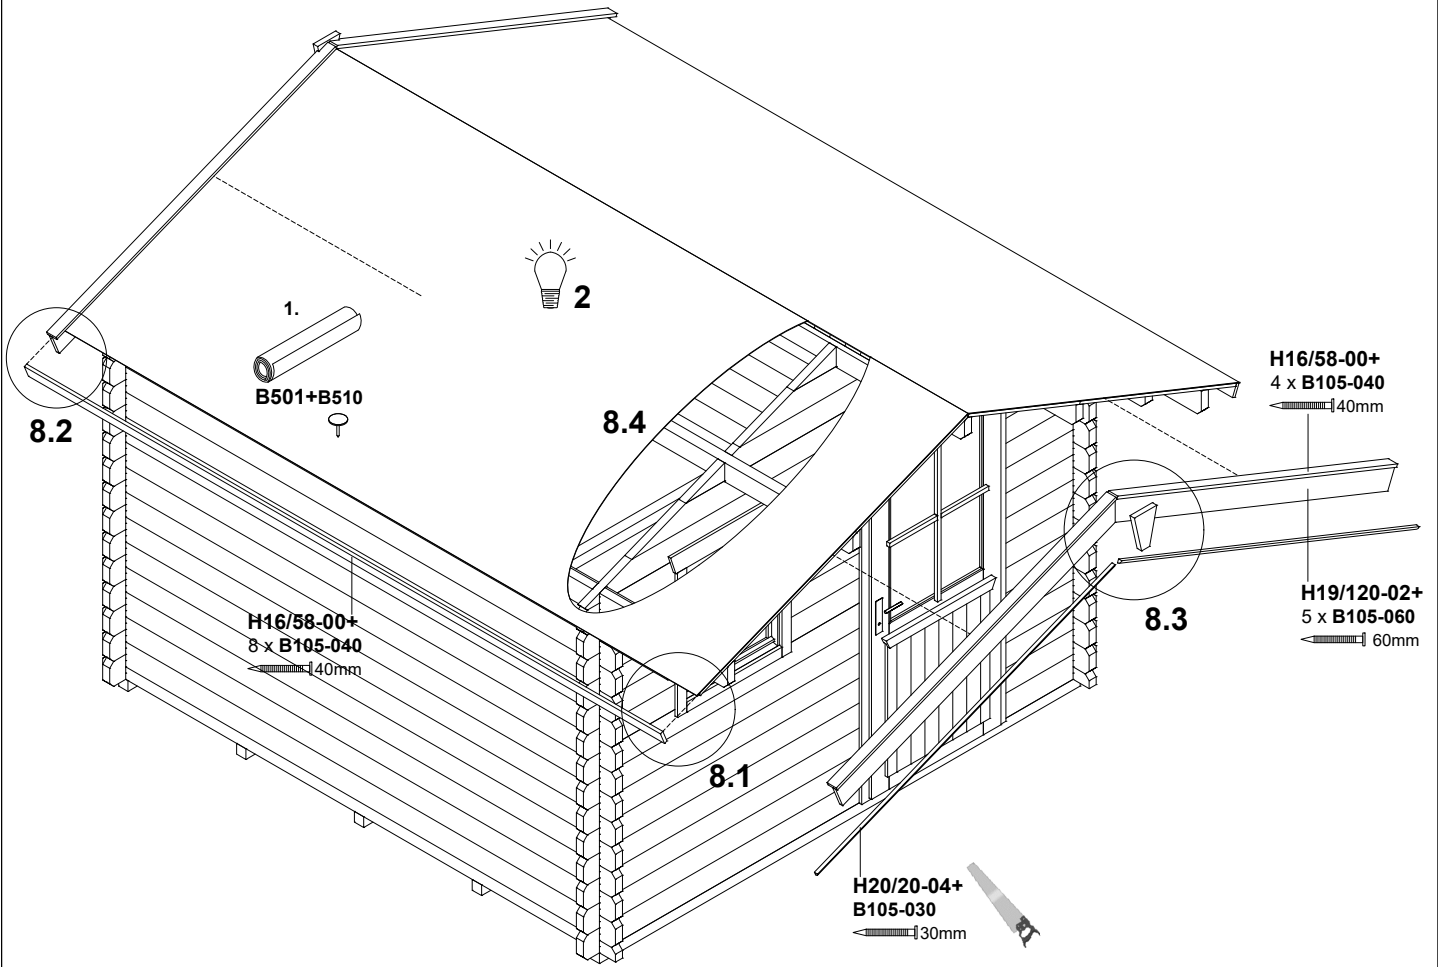 2
1.
B501+B510
8.4
8.2
H16/58-00+
4 x B105-040
40mm
H19/120-02+
5 x B105-060
60mm
8.3
H16/58-00+
8 x B105-040
40mm
8.1
H20/20-04+
B105-030
30mm